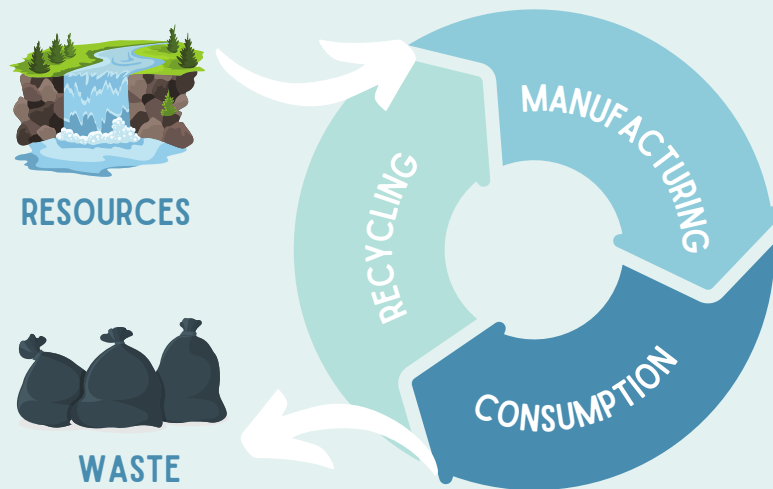 RESOURCES
MANUFACTURING
RECYCLING
CONSUMPTION
WASTE